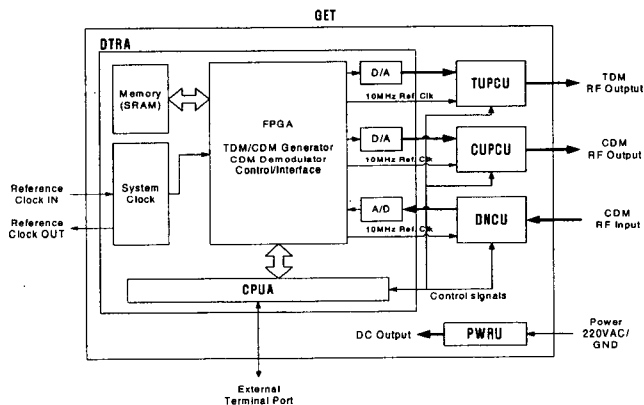 GET
DTRA
Memory
(SRAM)
FPGA
TDM/CDM Generator
CDM Demodulator
Control/Interface
D/A
10MHz Ref. Clk
TUPCU
TDM
RF Output
D/A
10MHz Ref. Clk
CUPCU
CDM
RF Output
System
Clock
Reference
Clock IN
Reference
Clock OUT
A/D
10MHz Ref. Clk
DNCU
CDM
RF Input
CPUA
Control signals
DC Output
PWRU
Power
220VAC/
GND
External
Terminal Port